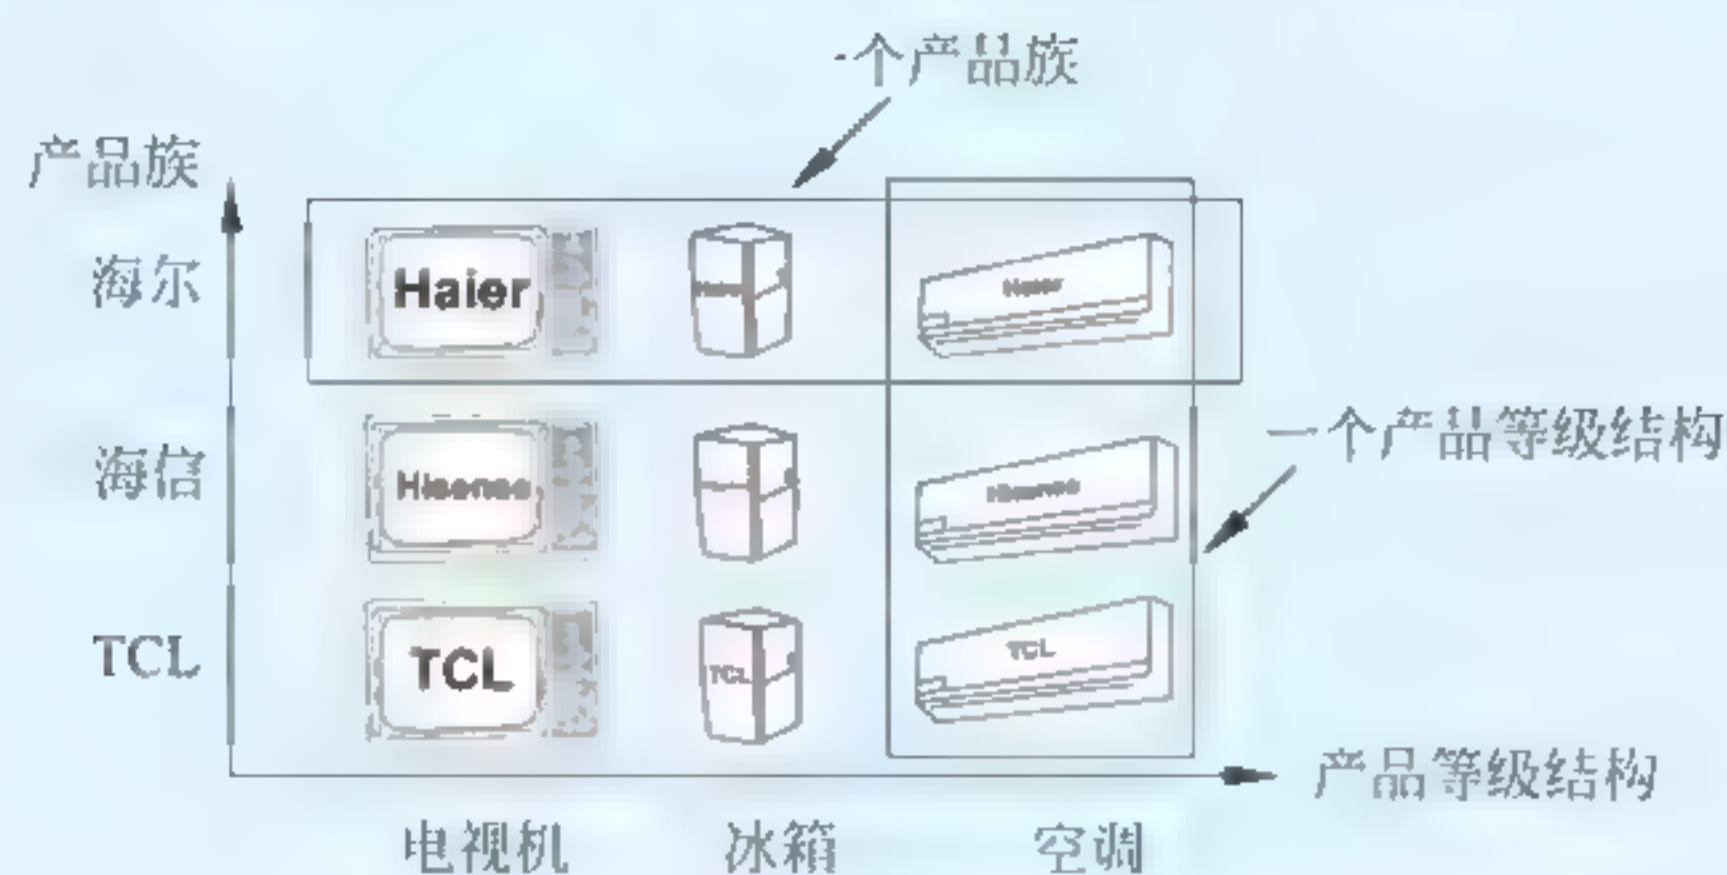 一个产品族
产品族
海尔
Haier
Haier
海信
Hisense
Hisense
一个产品等级结构
TCL
TCL
TCL
TCL
产品等级结构
电视机
冰箱
空调